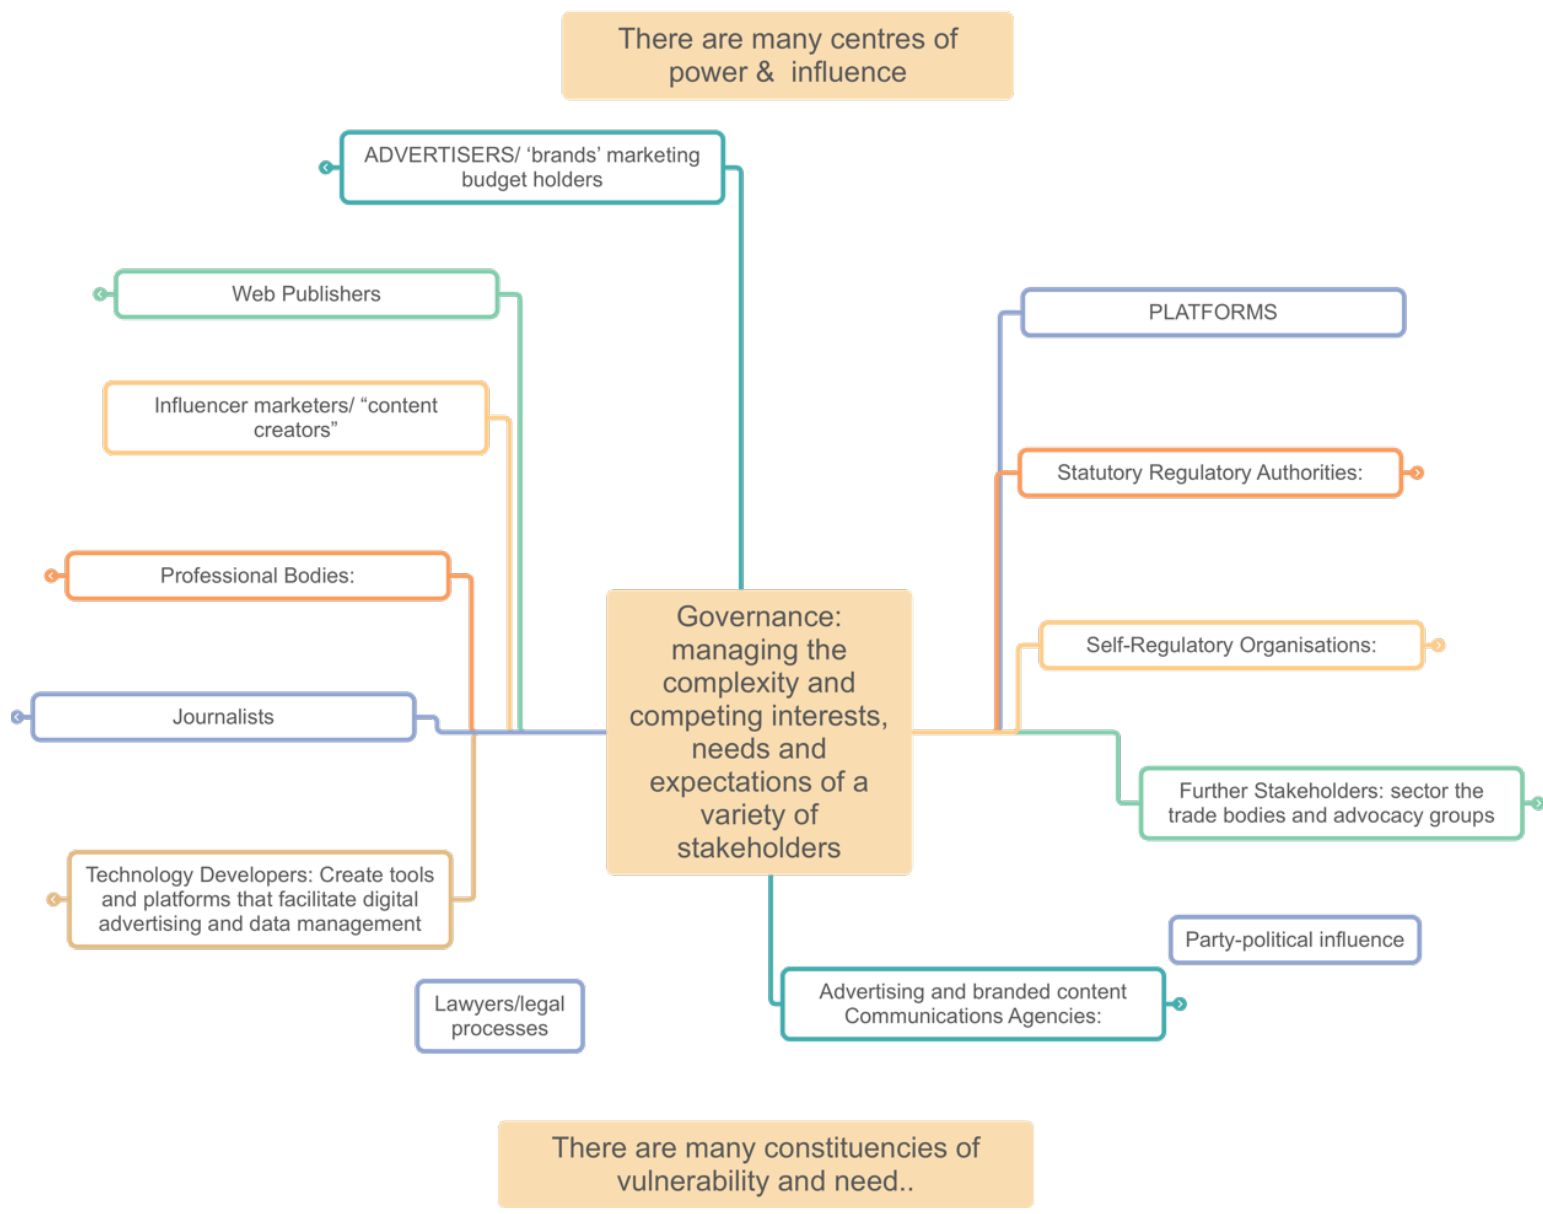 There are many centres of
power &  influence
ADVERTISERS/ ‘brands’ marketing
budget holders
Web Publishers
PLATFORMS
Influencer marketers/ “content
creators”
Statutory Regulatory Authorities:
Professional Bodies:
Governance:
managing the
complexity and
competing interests,
needs and
expectations of a
variety of
stakeholders
Self-Regulatory Organisations:
Journalists
Further Stakeholders: sector the
trade bodies and advocacy groups
Technology Developers: Create tools
and platforms that facilitate digital
advertising and data management
Party-political influence
Lawyers/legal
processes
Advertising and branded content
Communications Agencies:
There are many constituencies of
vulnerability and need..